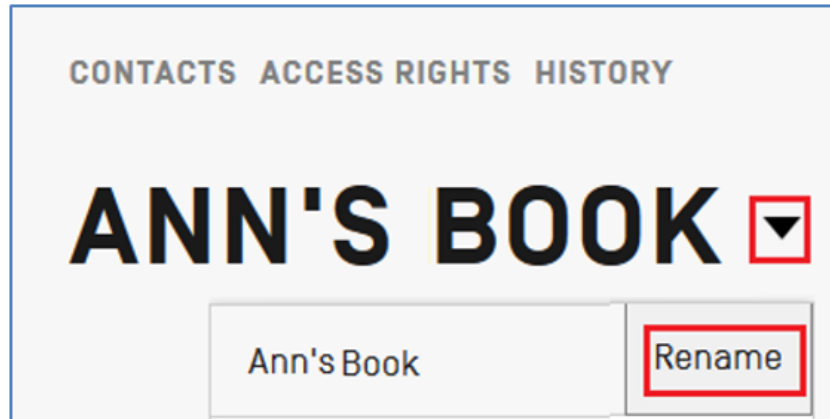 CONTACTS ACCESS RIGHTS HISTORY
ANN'S BOOK
Ann's Book Rename